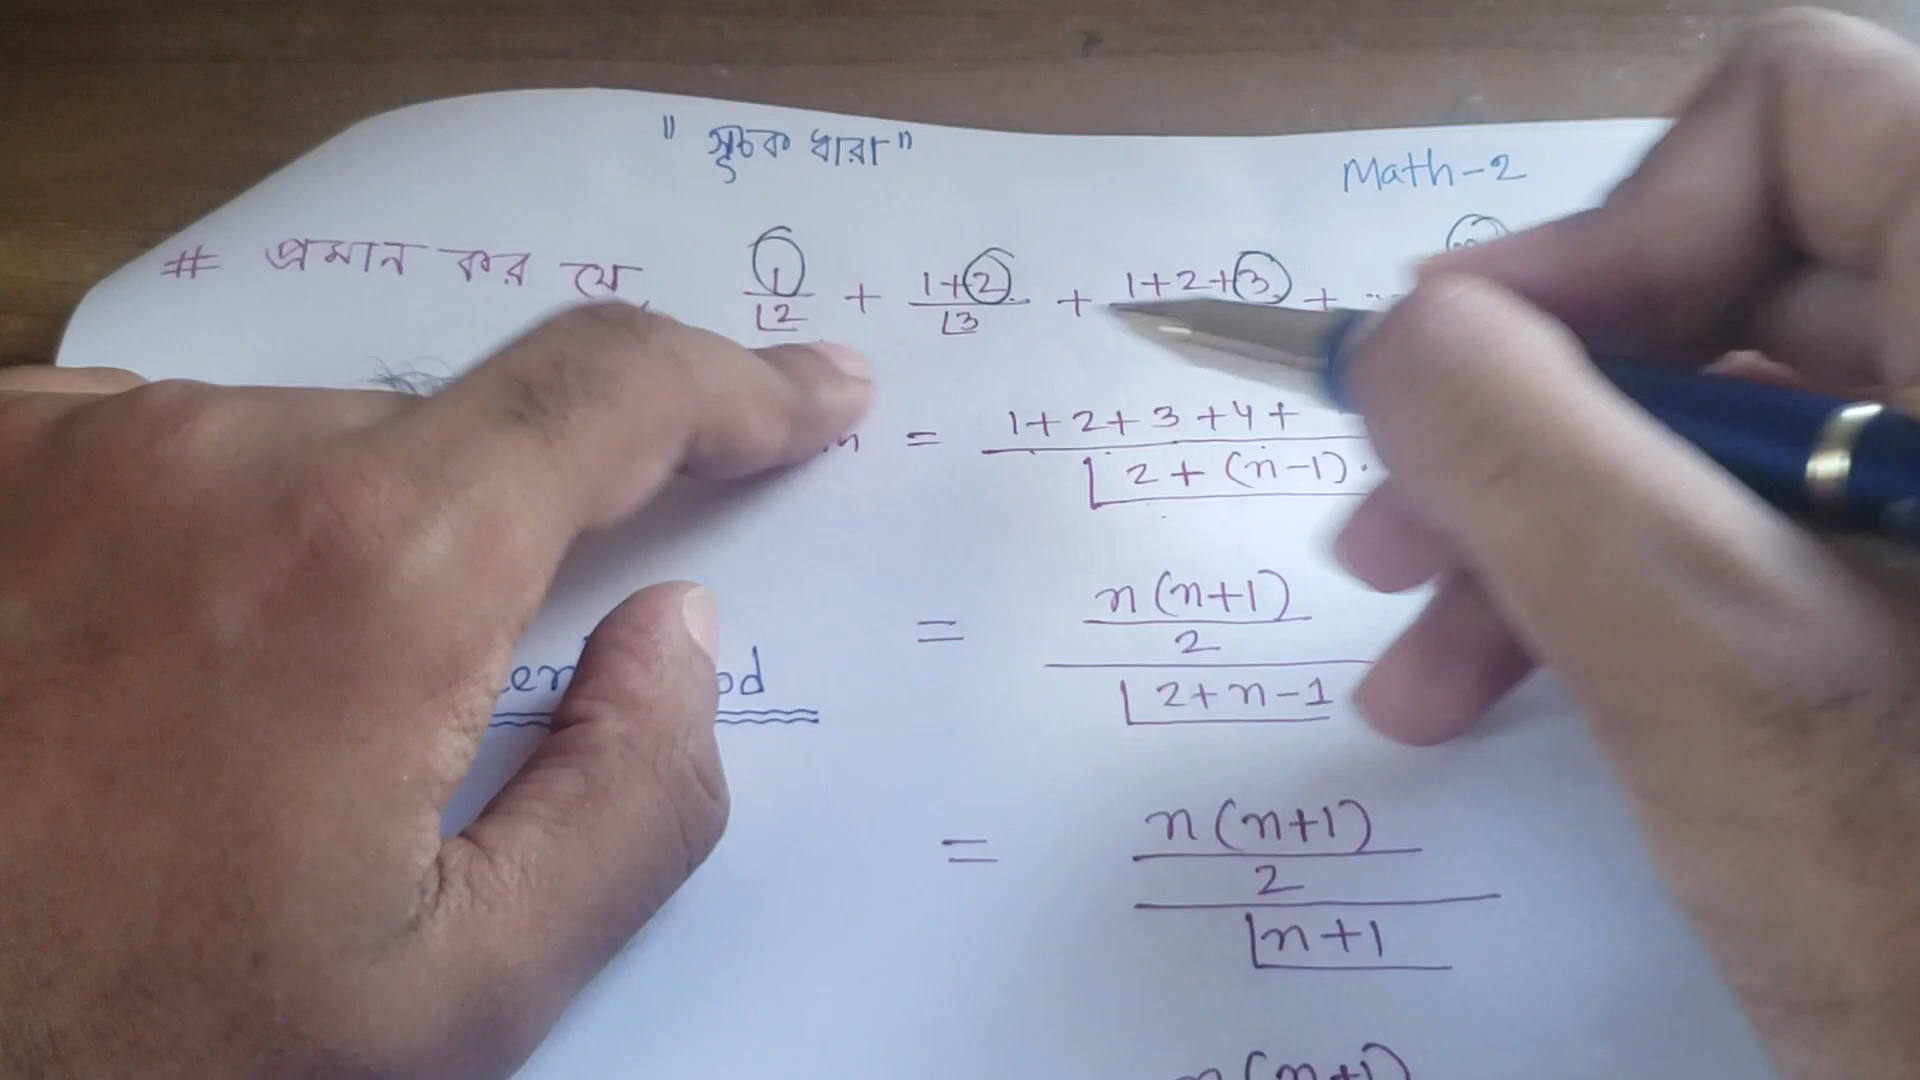 " সূচক ধারা "
Math-2
# প্রমান কর যে, 1/⌊2 + 1+2/⌊3 + 1+2+3 + ...
= 1+2+3+4+ / ⌊2+(n-1).
= n(n+1)/2 / ⌊2+n-1
= n(n+1)/2 / ⌊n+1
n(n+1)